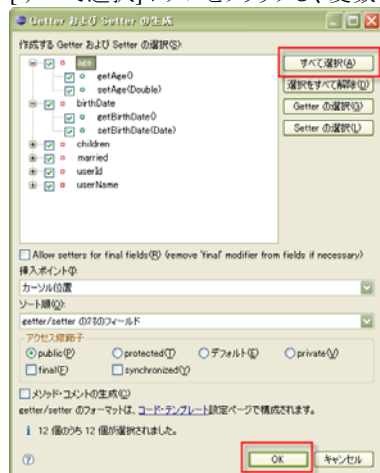 Getter および Setter の生成
作成する Getter および Setter の選択(S):
age
getAge()
setAge(Double)
birthDate
getBirthDate()
setBirthDate(Date)
children
married
userId
userName
すべて選択(A)
選択をすべて解除(D)
Getter の選択(G)
Setter の選択(L)
Allow setters for final fields(R) (remove 'final' modifier from fields if necessary)
挿入ポイント(I):
カーソル位置
ソート順(O):
getter/setter の対のフィールド
アクセス修飾子
public(P) protected(T) デフォルト(E) private(V)
final(F) synchronized(Y)
メソッド・コメントの生成(C)
getter/setter のフォーマットは、コード・テンプレート設定ページで構成されます。
i 12 個のうち 12 個が選択されました。
? OK キャンセル